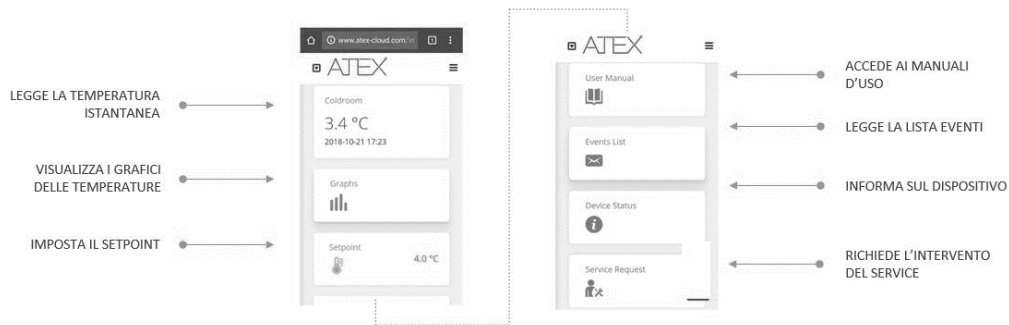 www.atex-cloud.com/in
1
ATEX
Coldroom
3.4 °C
2018-10-21 17:23
Graphs
Setpoint
4.0 °C
LEGGE LA TEMPERATURA
ISTANTANEA
VISUALIZZA I GRAFICI
DELLE TEMPERATURE
IMPOSTA IL SETPOINT
ATEX
User Manual
Events List
Device Status
Service Request
ACCEDE AI MANUALI
D’USO
LEGGE LA LISTA EVENTI
INFORMA SUL DISPOSITIVO
RICHIEDE L’INTERVENTO
DEL SERVICE